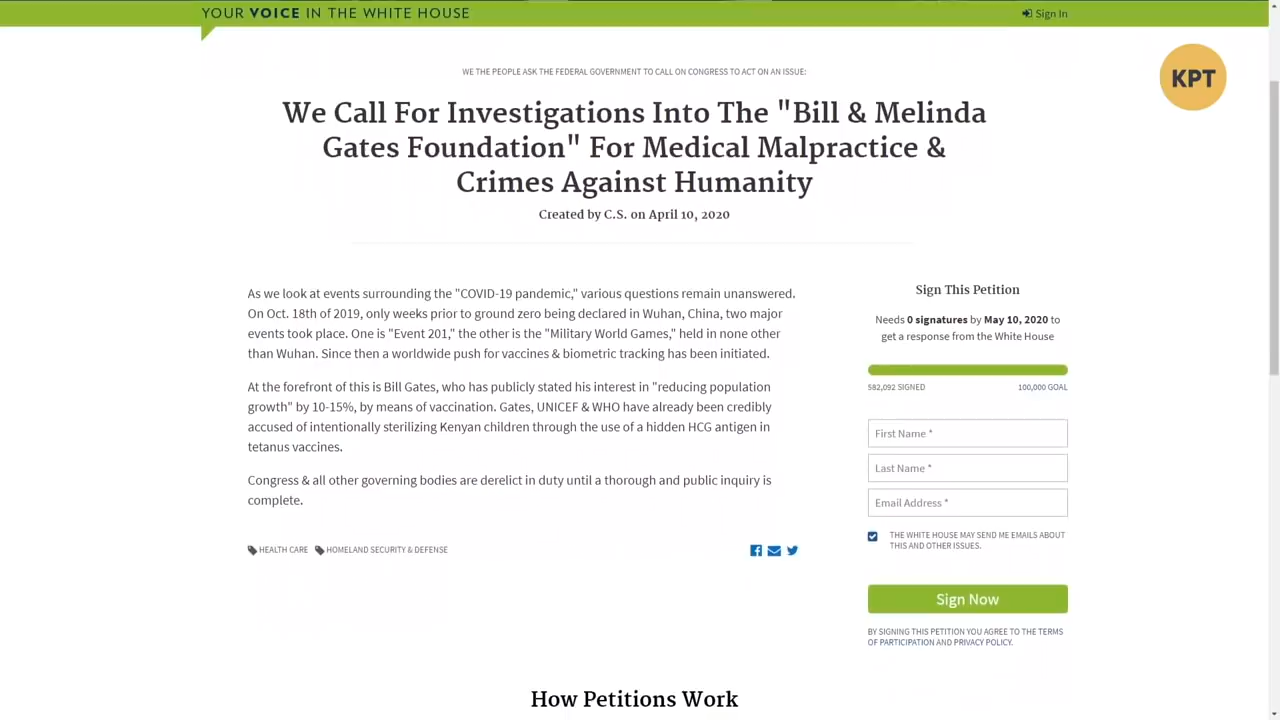 YOUR VOICE IN THE WHITE HOUSE
Sign In
KPT
WE THE PEOPLE ASK THE FEDERAL GOVERNMENT TO CALL ON CONGRESS TO ACT ON AN ISSUE:
We Call For Investigations Into The "Bill & Melinda
Gates Foundation" For Medical Malpractice &
Crimes Against Humanity
Created by C.S. on April 10, 2020
As we look at events surrounding the "COVID-19 pandemic," various questions remain unanswered.
On Oct. 18th of 2019, only weeks prior to ground zero being declared in Wuhan, China, two major
events took place. One is "Event 201," the other is the "Military World Games," held in none other
than Wuhan. Since then a worldwide push for vaccines & biometric tracking has been initiated.
At the forefront of this is Bill Gates, who has publicly stated his interest in "reducing population
growth" by 10-15%, by means of vaccination. Gates, UNICEF & WHO have already been credibly
accused of intentionally sterilizing Kenyan children through the use of a hidden HCG antigen in
tetanus vaccines.
Congress & all other governing bodies are derelict in duty until a thorough and public inquiry is
complete.
HEALTH CARE HOMELAND SECURITY & DEFENSE
Sign This Petition
Needs 0 signatures by May 10, 2020 to
get a response from the White House
582,092 SIGNED 100,000 GOAL
First Name *
Last Name *
Email Address *
THE WHITE HOUSE MAY SEND ME EMAILS ABOUT
THIS AND OTHER ISSUES.
Sign Now
BY SIGNING THIS PETITION YOU AGREE TO THE TERMS
OF PARTICIPATION AND PRIVACY POLICY.
How Petitions Work